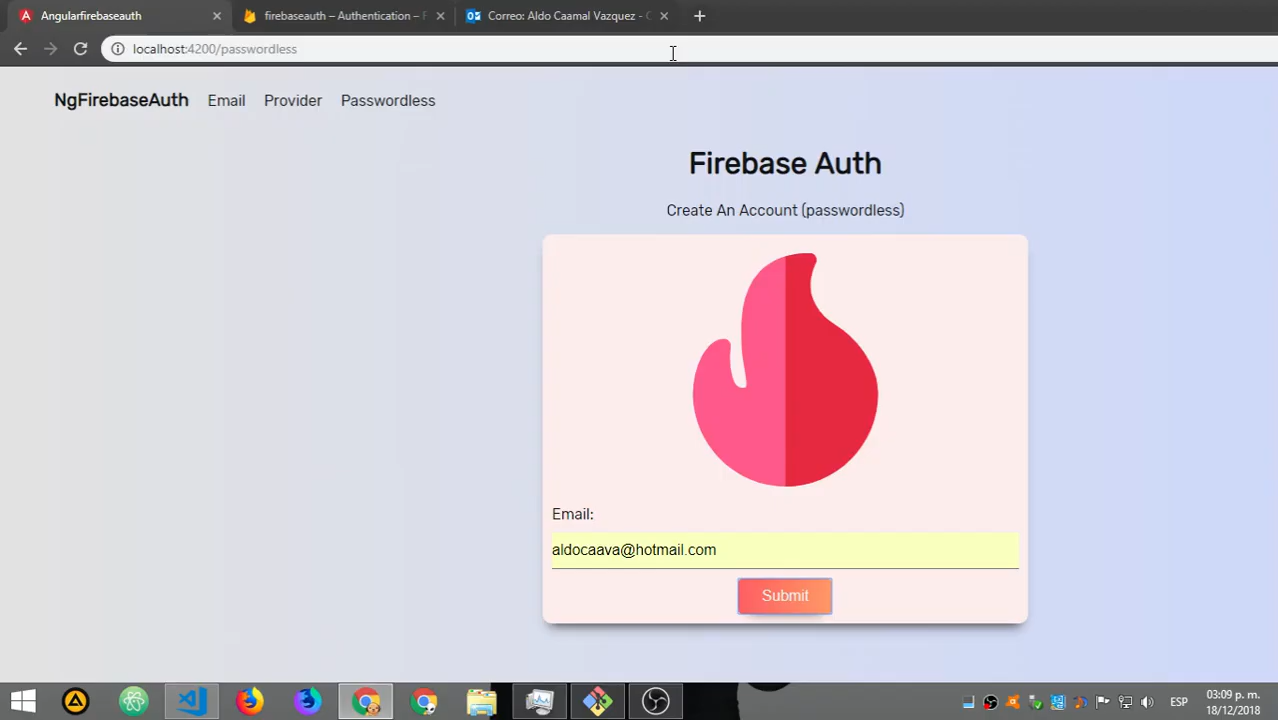 Angularfirebaseauth
firebaseauth – Authentication – F
Correo: Aldo Caamal Vazquez - O
localhost:4200/passwordless
NgFirebaseAuth Email Provider Passwordless
Firebase Auth
Create An Account (passwordless)
Email:
aldocaava@hotmail.com
Submit
ESP
03:09 p. m.
18/12/2018